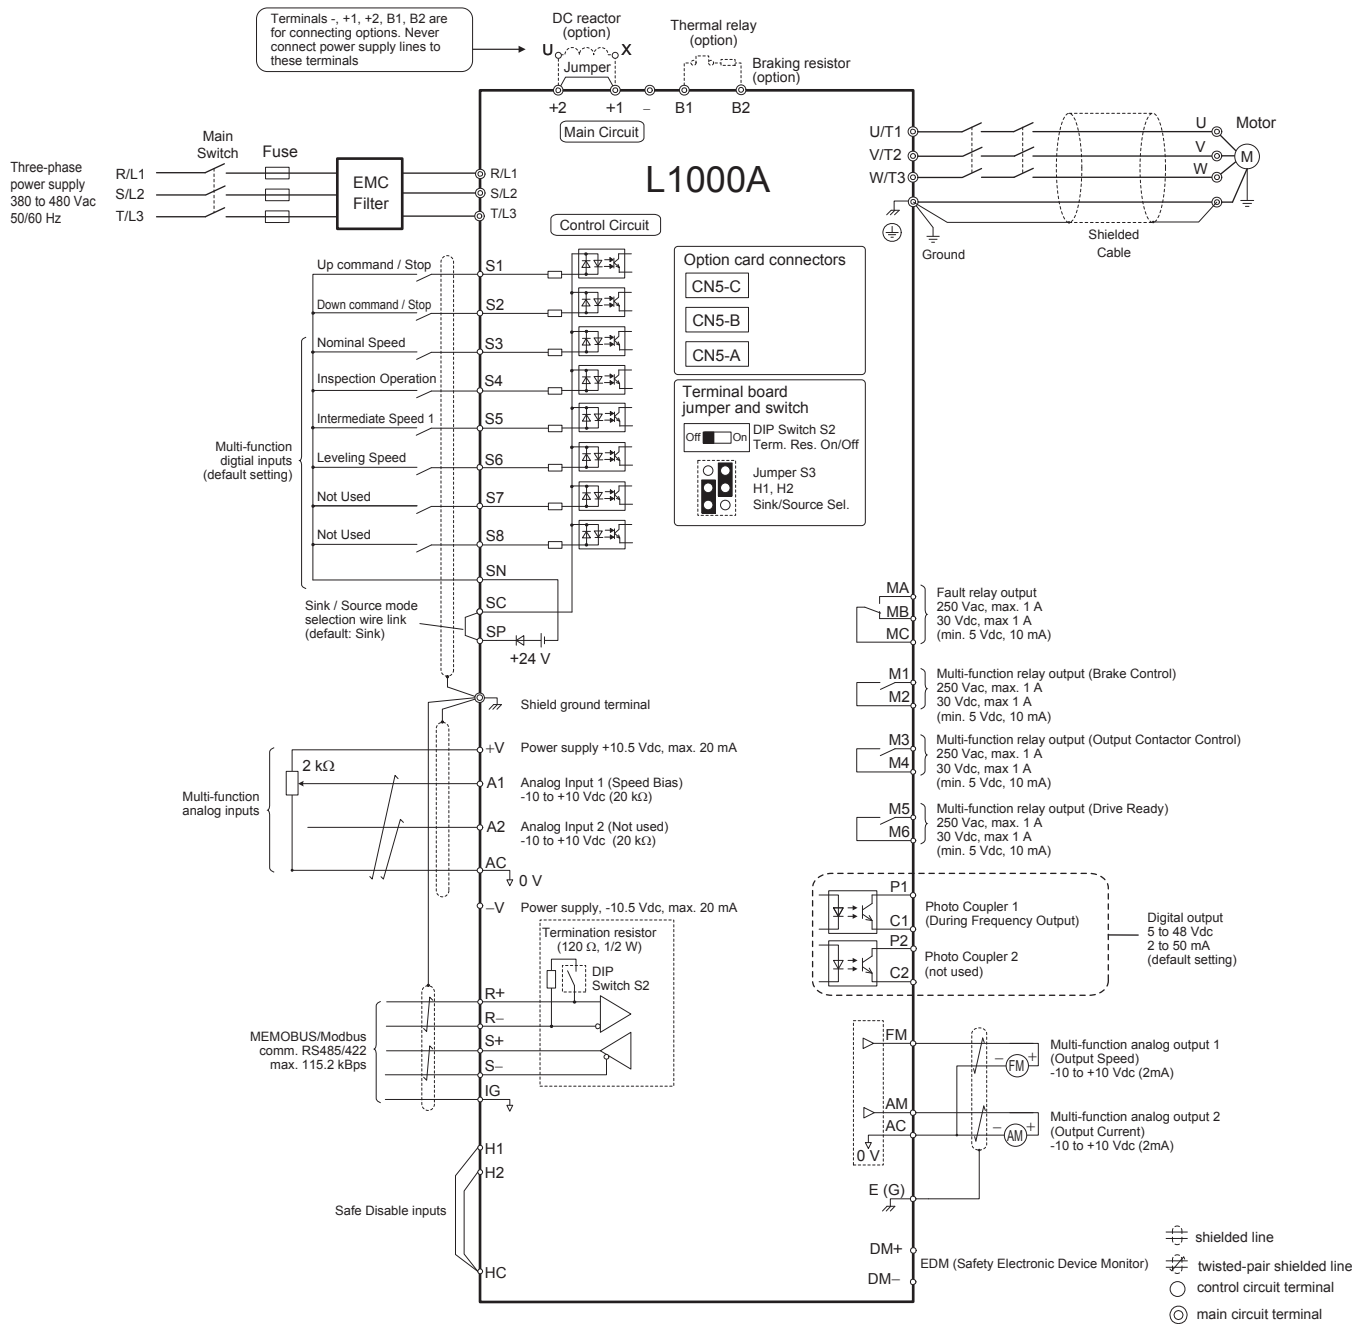 Terminals -, +1, +2, B1, B2 are
for connecting options. Never
connect power supply lines to
these terminals
DC reactor
(option)
U
X
Jumper
Thermal relay
(option)
Braking resistor
(option)
+2
+1
–
B1
B2
Main Circuit
L1000A
Three-phase
power supply
380 to 480 Vac
50/60 Hz
Main
Switch
Fuse
R/L1
S/L2
T/L3
EMC
Filter
R/L1
S/L2
T/L3
U/T1
V/T2
W/T3
U
V
W
Motor
M
Ground
Shielded
Cable
Control Circuit
Option card connectors
CN5-C
CN5-B
CN5-A
Terminal board
jumper and switch
Off
On
DIP Switch S2
Term. Res. On/Off
Jumper S3
H1, H2
Sink/Source Sel.
Up command / Stop
S1
Down command / Stop
S2
Nominal Speed
S3
Inspection Operation
S4
Intermediate Speed 1
S5
Leveling Speed
S6
Not Used
S7
Not Used
S8
Multi-function
digtial inputs
(default setting)
SN
SC
SP
+24 V
Sink / Source mode
selection wire link
(default: Sink)
Shield ground terminal
+V
Power supply +10.5 Vdc, max. 20 mA
2 kΩ
A1
Analog Input 1 (Speed Bias)
-10 to +10 Vdc (20 kΩ)
Multi-function
analog inputs
A2
Analog Input 2 (Not used)
-10 to +10 Vdc (20 kΩ)
AC
0 V
–V
Power supply, -10.5 Vdc, max. 20 mA
Termination resistor
(120 Ω, 1/2 W)
DIP
Switch S2
R+
R–
S+
S–
IG
MEMOBUS/Modbus
comm. RS485/422
max. 115.2 kBps
H1
H2
HC
Safe Disable inputs
MA
MB
MC
Fault relay output
250 Vac, max. 1 A
30 Vdc, max 1 A
(min. 5 Vdc, 10 mA)
M1
M2
Multi-function relay output (Brake Control)
250 Vac, max. 1 A
30 Vdc, max 1 A
(min. 5 Vdc, 10 mA)
M3
M4
Multi-function relay output (Output Contactor Control)
250 Vac, max. 1 A
30 Vdc, max 1 A
(min. 5 Vdc, 10 mA)
M5
M6
Multi-function relay output (Drive Ready)
250 Vac, max. 1 A
30 Vdc, max 1 A
(min. 5 Vdc, 10 mA)
P1
C1
Photo Coupler 1
(During Frequency Output)
P2
C2
Photo Coupler 2
(not used)
Digital output
5 to 48 Vdc
2 to 50 mA
(default setting)
FM
– FM +
Multi-function analog output 1
(Output Speed)
-10 to +10 Vdc (2mA)
AM
AC
0 V
– AM +
Multi-function analog output 2
(Output Current)
-10 to +10 Vdc (2mA)
E (G)
DM+
DM–
EDM (Safety Electronic Device Monitor)
shielded line
twisted-pair shielded line
control circuit terminal
main circuit terminal